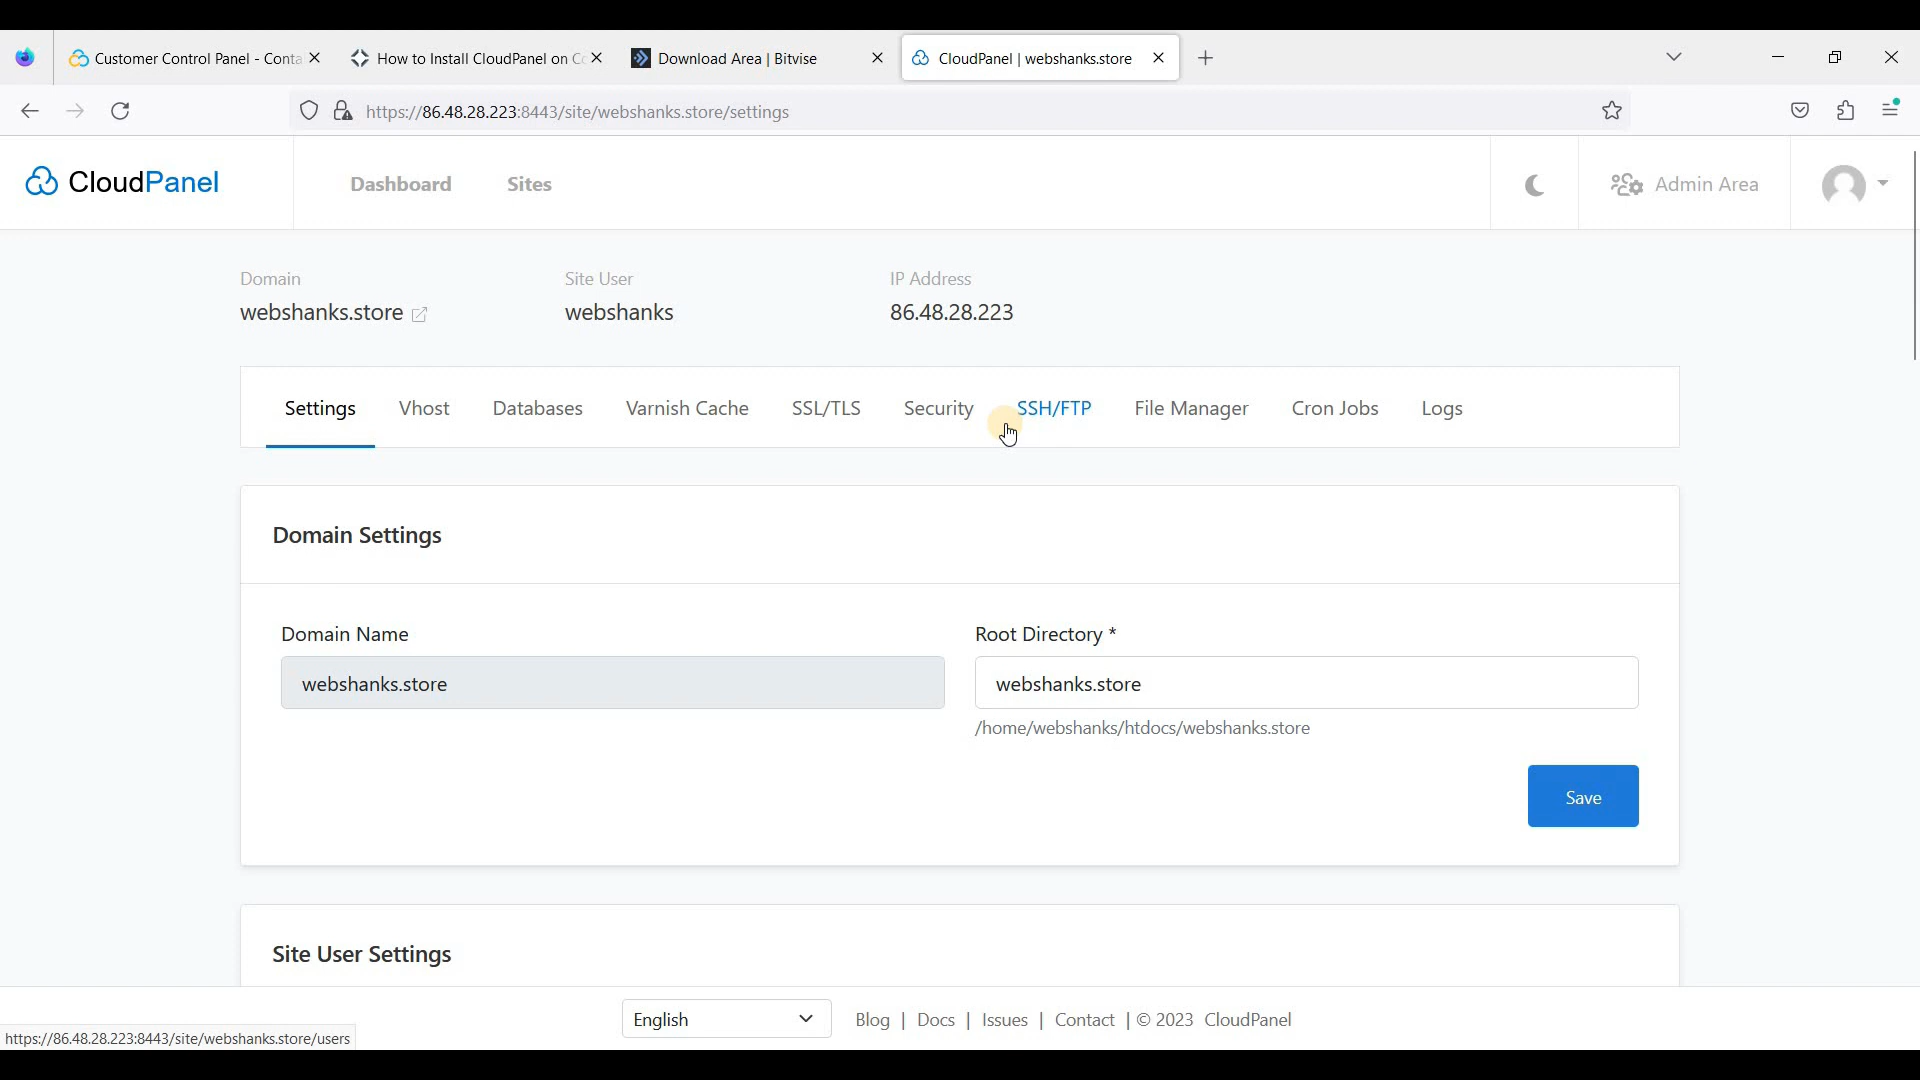 Customer Control Panel - Conta
How to Install CloudPanel on Co
Download Area | Bitvise
CloudPanel | webshanks.store
https://86.48.28.223:8443/site/webshanks.store/settings
CloudPanel
Dashboard
Sites
Admin Area
Domain
Site User
IP Address
webshanks.store
webshanks
86.48.28.223
Settings
Vhost
Databases
Varnish Cache
SSL/TLS
Security
SSH/FTP
File Manager
Cron Jobs
Logs
Domain Settings
Domain Name
Root Directory *
webshanks.store
webshanks.store
/home/webshanks/htdocs/webshanks.store
Save
Site User Settings
English
Blog | Docs | Issues | Contact | © 2023 CloudPanel
https://86.48.28.223:8443/site/webshanks.store/users